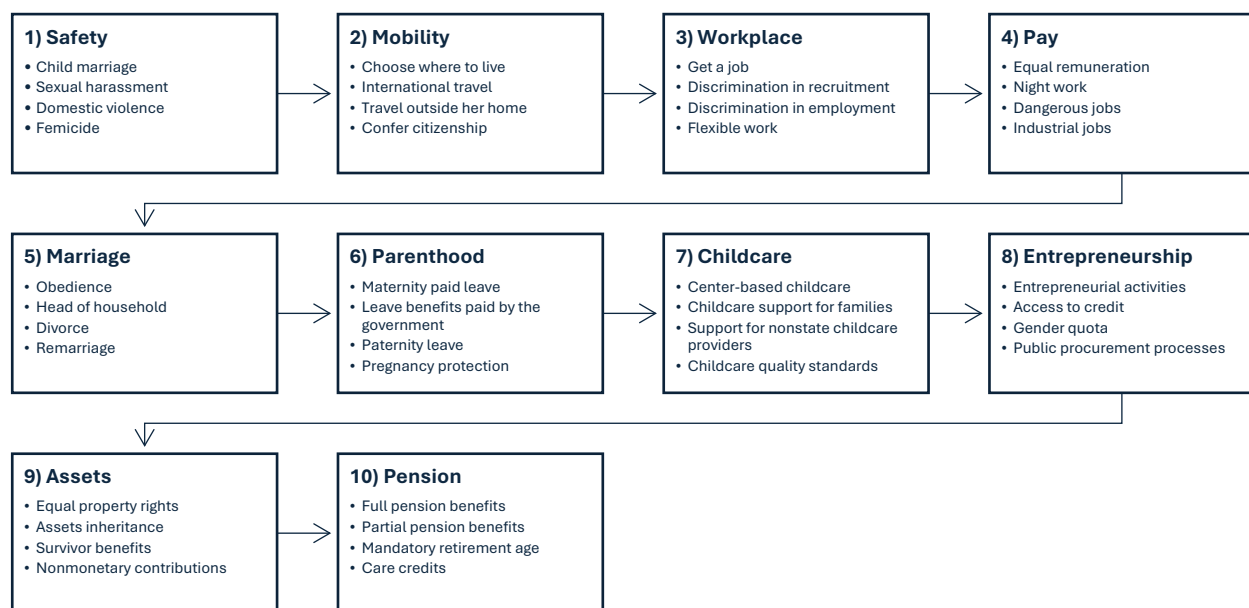 1) Safety
• Child marriage
• Sexual harassment
• Domestic violence
• Femicide
2) Mobility
• Choose where to live
• International travel
• Travel outside her home
• Confer citizenship
3) Workplace
• Get a job
• Discrimination in recruitment
• Discrimination in employment
• Flexible work
4) Pay
• Equal remuneration
• Night work
• Dangerous jobs
• Industrial jobs
5) Marriage
• Obedience
• Head of household
• Divorce
• Remarriage
6) Parenthood
• Maternity paid leave
• Leave benefits paid by the
government
• Paternity leave
• Pregnancy protection
7) Childcare
• Center-based childcare
• Childcare support for families
• Support for nonstate childcare
providers
• Childcare quality standards
8) Entrepreneurship
• Entrepreneurial activities
• Access to credit
• Gender quota
• Public procurement processes
9) Assets
• Equal property rights
• Assets inheritance
• Survivor benefits
• Nonmonetary contributions
10) Pension
• Full pension benefits
• Partial pension benefits
• Mandatory retirement age
• Care credits